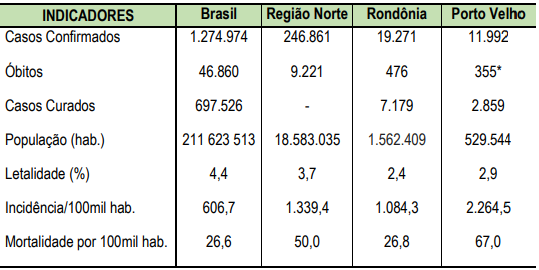 INDICADORES Brasil Região Norte Rondônia Porto Velho
Casos Confirmados 1.274.974 246.861 19.271 11.992
Óbitos 46.860 9.221 476 355*
Casos Curados 697.526 - 7.179 2.859
População (hab.) 211 623 513 18.583.035 1.562.409 529.544
Letalidade (%) 4,4 3,7 2,4 2,9
Incidência/100mil hab. 606,7 1.339,4 1.084,3 2.264,5
Mortalidade por 100mil hab. 26,6 50,0 26,8 67,0